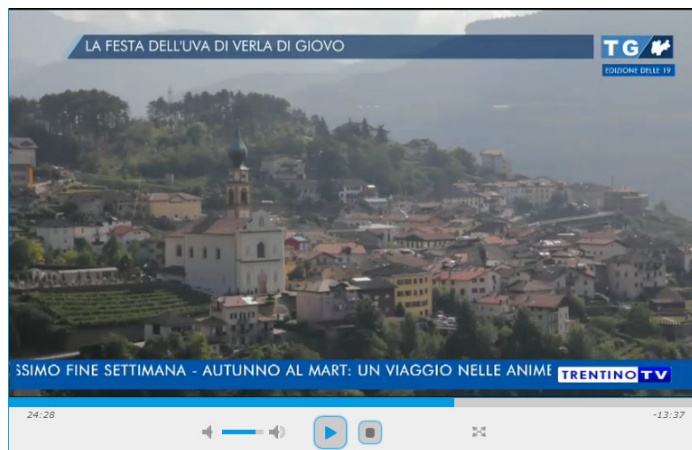 LA FESTA DELL'UVA DI VERLA DI GIOVO
TG
EDIZIONE DELLE 19
SSIMO FINE SETTIMANA - AUTUNNO AL MART: UN VIAGGIO NELLE ANIME
TRENTINO TV
24:28
-13:37